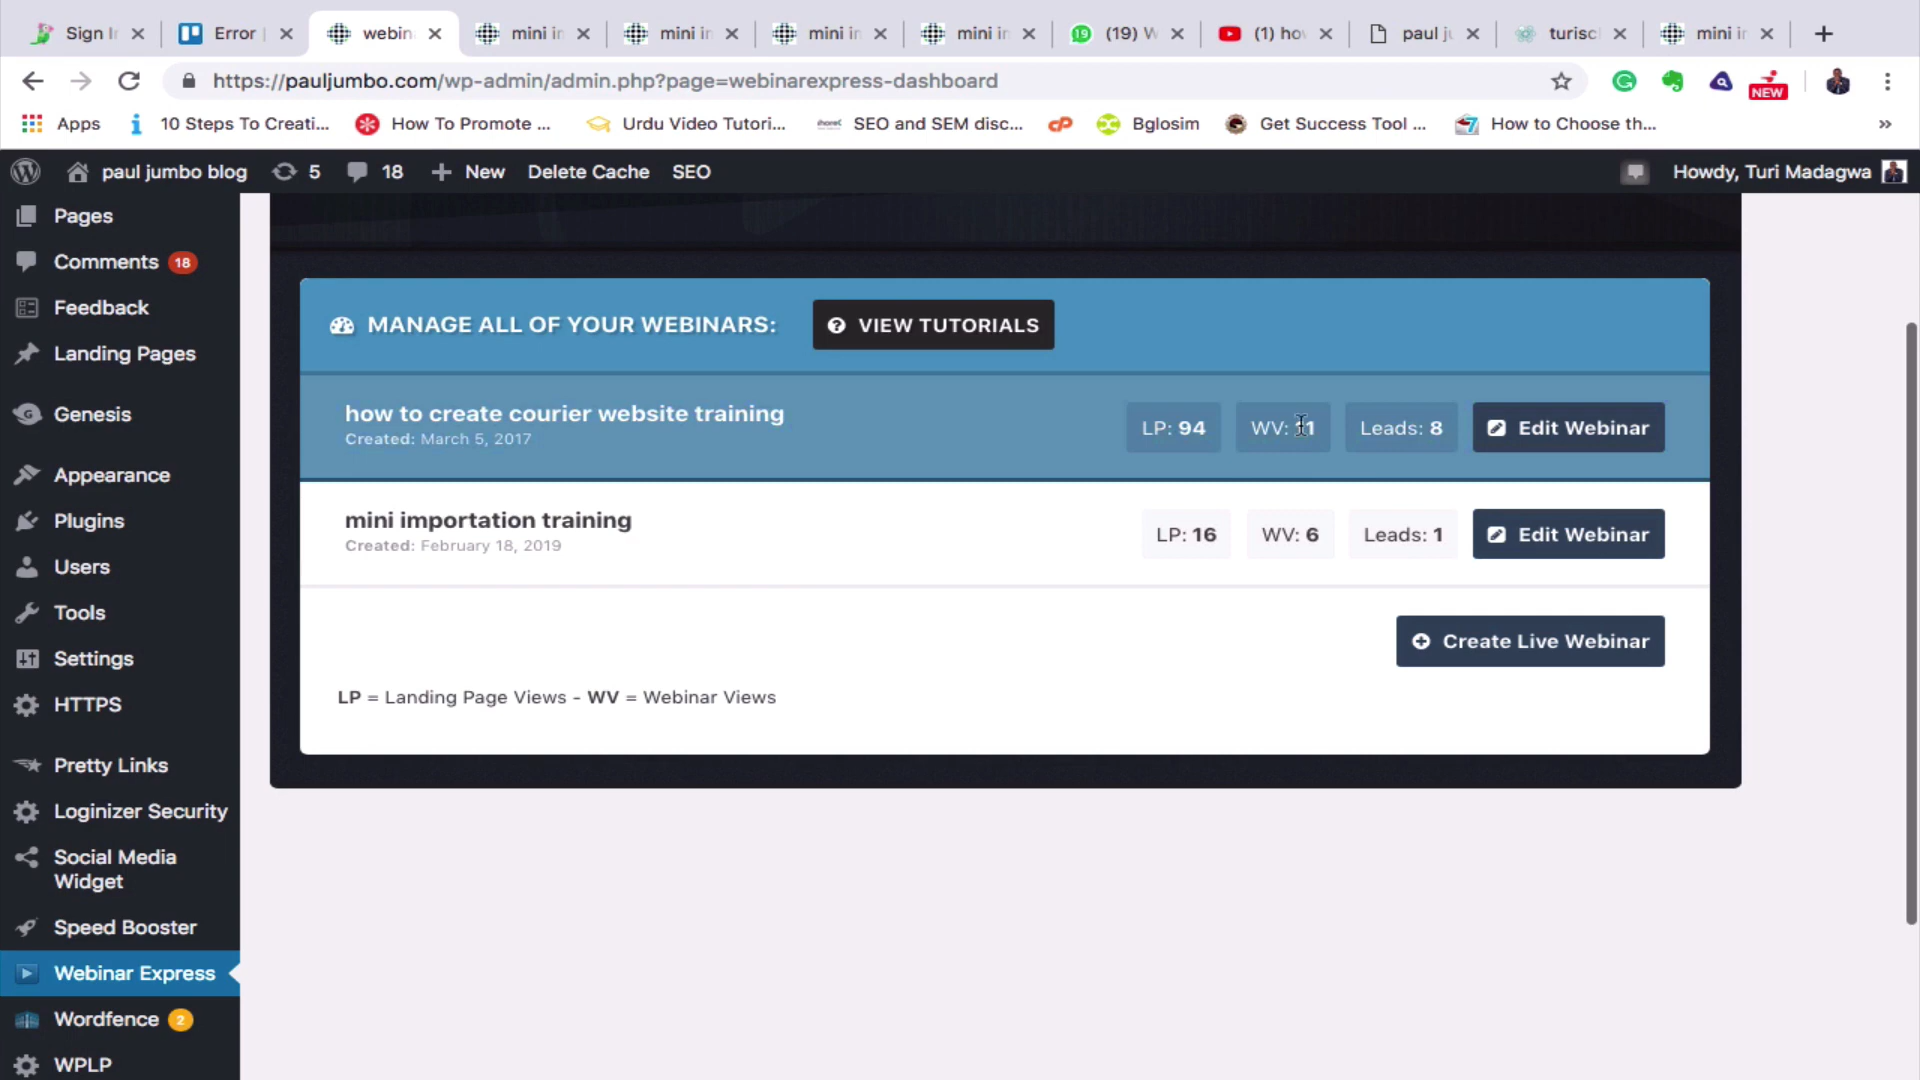 Sign I
Error
webin
mini in
mini in
mini in
mini in
(19) W
(1) ho
paul ju
turisc
mini in
https://pauljumbo.com/wp-admin/admin.php?page=webinarexpress-dashboard
NEW
Apps
10 Steps To Creati...
How To Promote ...
Urdu Video Tutori...
SEO and SEM disc...
Bglosim
Get Success Tool ...
How to Choose th...
»
paul jumbo blog
5
18
New
Delete Cache
SEO
Howdy, Turi Madagwa
Pages
Comments 18
Feedback
Landing Pages
Genesis
Appearance
Plugins
Users
Tools
Settings
HTTPS
Pretty Links
Loginizer Security
Social Media
Widget
Speed Booster
Webinar Express
Wordfence 2
WPLP
MANAGE ALL OF YOUR WEBINARS:
VIEW TUTORIALS
how to create courier website training
Created: March 5, 2017
LP: 94
WV:
Leads: 8
Edit Webinar
mini importation training
Created: February 18, 2019
LP: 16
WV: 6
Leads: 1
Edit Webinar
Create Live Webinar
LP = Landing Page Views - WV = Webinar Views